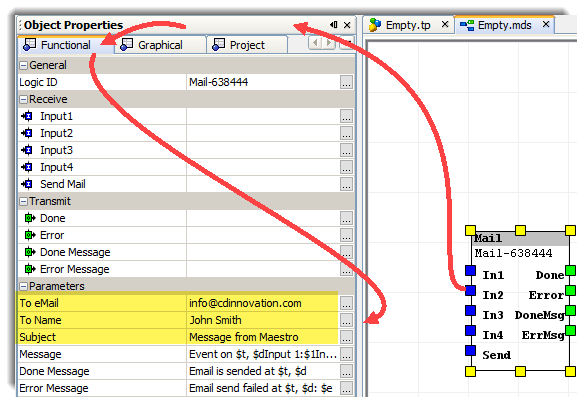 Object Properties
Functional
Graphical
Project
General
Logic ID Mail-638444
Receive
Input1
Input2
Input3
Input4
Send Mail
Transmit
Done
Error
Done Message
Error Message
Parameters
To eMail info@cdinnovation.com
To Name John Smith
Subject Message from Maestro
Message Event on $t, $dInput 1:$1In...
Done Message Email is sended at $t, $d
Error Message Email send failed at $t, $d: $e
Empty.tp
Empty.mds
Mail
Mail-638444
In1 Done
In2 Error
In3 DoneMsg
In4 ErrMsg
Send